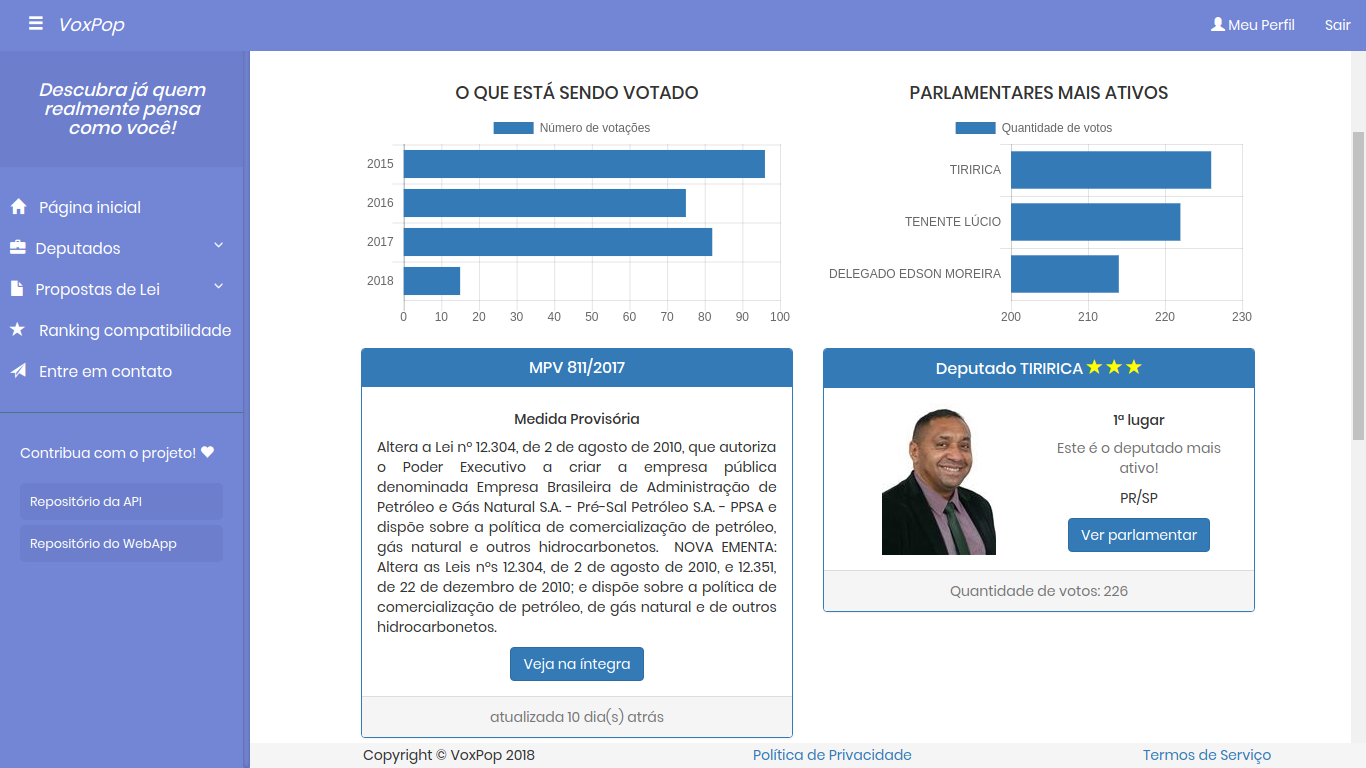 VoxPop
Meu Perfil
Sair
Descubra já quem
realmente pensa
como você!
Página inicial
Deputados
Propostas de Lei
Ranking compatibilidade
Entre em contato
Contribua com o projeto!
Repositório da API
Repositório do WebApp
O QUE ESTÁ SENDO VOTADO
Número de votações
2015
2016
2017
2018
0 10 20 30 40 50 60 70 80 90 100
PARLAMENTARES MAIS ATIVOS
Quantidade de votos
TIRIRICA
TENENTE LÚCIO
DELEGADO EDSON MOREIRA
200 210 220 230
MPV 811/2017
Medida Provisória
Altera a Lei nº 12.304, de 2 de agosto de 2010, que autoriza
o Poder Executivo a criar a empresa pública
denominada Empresa Brasileira de Administração de
Petróleo e Gás Natural S.A. - Pré-Sal Petróleo S.A. - PPSA e
dispõe sobre a política de comercialização de petróleo,
gás natural e outros hidrocarbonetos. NOVA EMENTA:
Altera as Leis nºs 12.304, de 2 de agosto de 2010, e 12.351,
de 22 de dezembro de 2010; e dispõe sobre a política de
comercialização de petróleo, de gás natural e de outros
hidrocarbonetos.
Veja na íntegra
atualizada 10 dia(s) atrás
Deputado TIRIRICA
1ª lugar
Este é o deputado mais
ativo!
PR/SP
Ver parlamentar
Quantidade de votos: 226
Copyright © VoxPop 2018
Política de Privacidade
Termos de Serviço